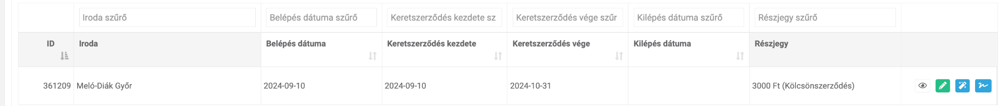 Iroda szűrő Belépés dátuma szűrő Keretszerződés kezdete sz Keretszerződés vége szűr Kilépés dátuma szűrő Részjegy szűrő
ID Iroda Belépés dátuma Keretszerződés kezdete Keretszerződés vége Kilépés dátuma Részjegy
361209 Meló-Diák Győr 2024-09-10 2024-09-10 2024-10-31 3000 Ft (Kölcsönszerződés)